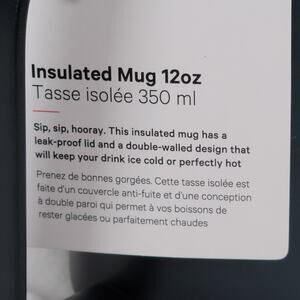 Insulated Mug 12oz
Tasse isolée 350 ml
Sip, sip, hooray. This insulated mug has a
leak-proof lid and a double-walled design that
will keep your drink ice cold or perfectly hot
Prenez de bonnes gorgées. Cette tasse isolée est
faite d'un couvercle anti-fuite et d'une conception
à double paroi qui permet à vos boissons de
rester glacées ou parfaitement chaudes